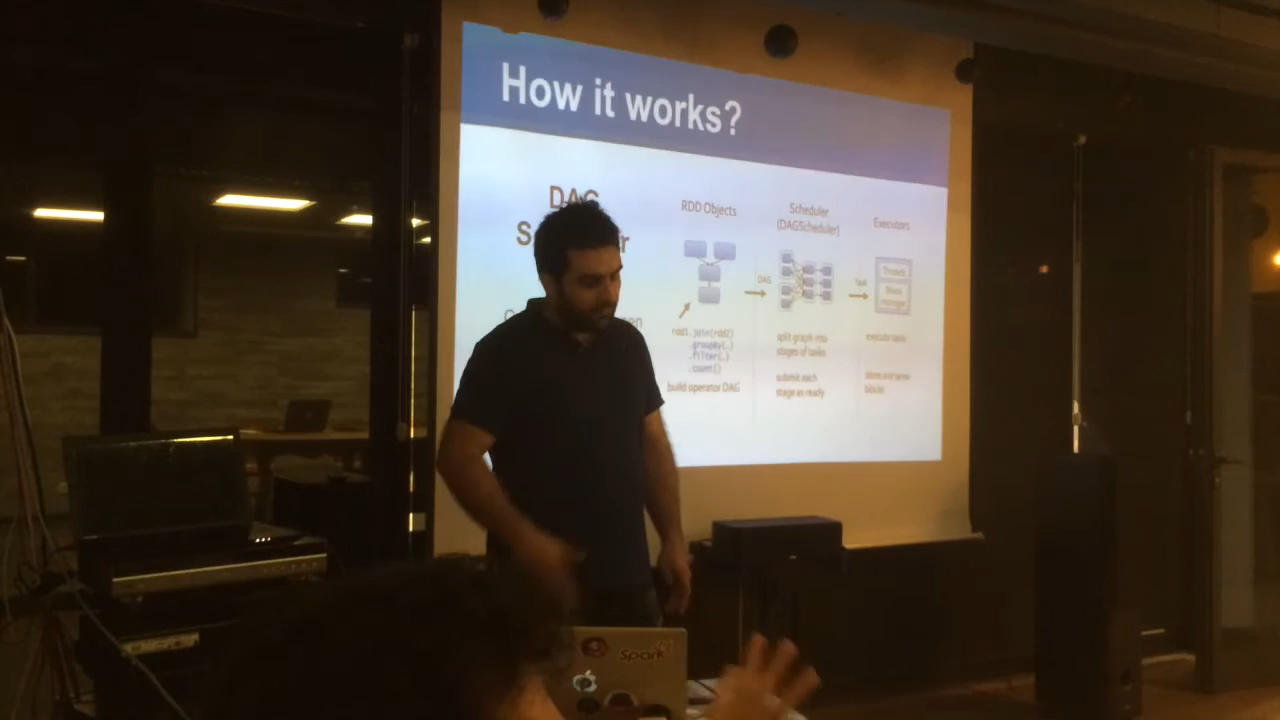 How it works?
DAG
RDD Objects
Scheduler
(DAGScheduler)
Executors
DAG
Task
Threads
Block
manager
rdd1.join(rdd2)
.groupBy(…)
.filter(…)
.count()
build operator DAG
split graph into
stages of tasks
submit each
stage as ready
execute tasks
store and serve
blocks
Spark